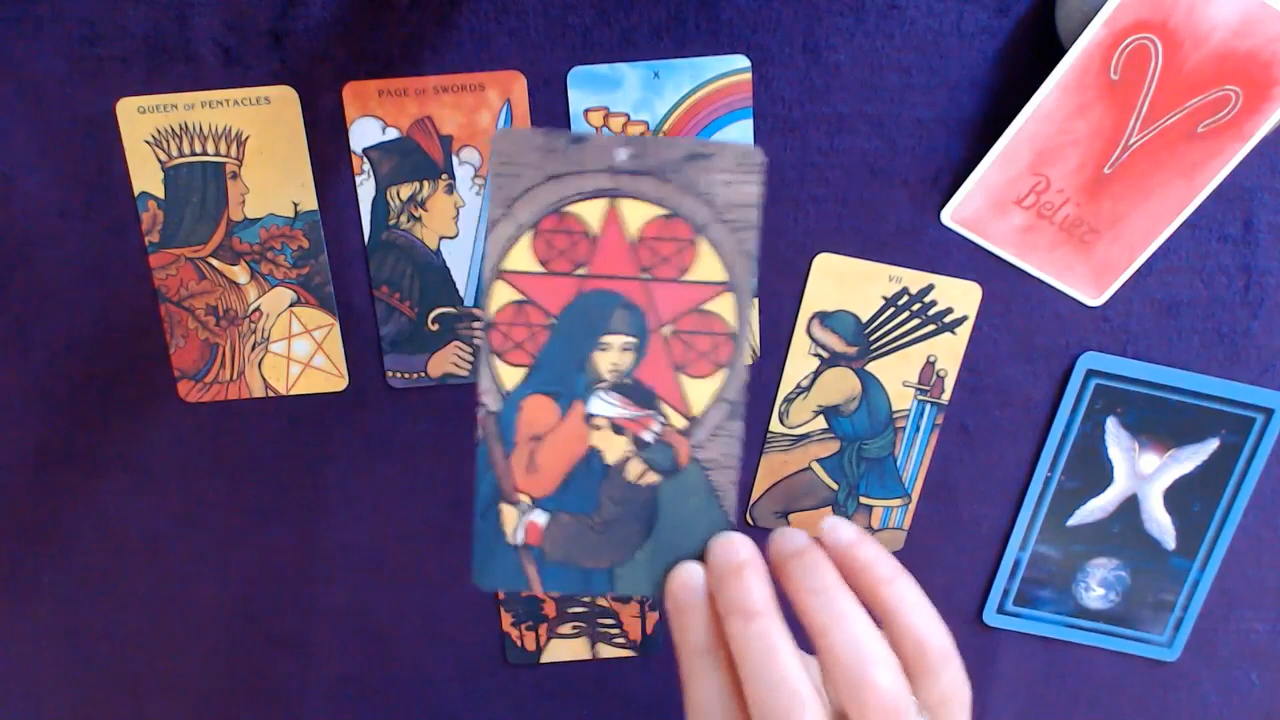 QUEEN OF PENTACLES
PAGE OF SWORDS
X
VII
Bélier